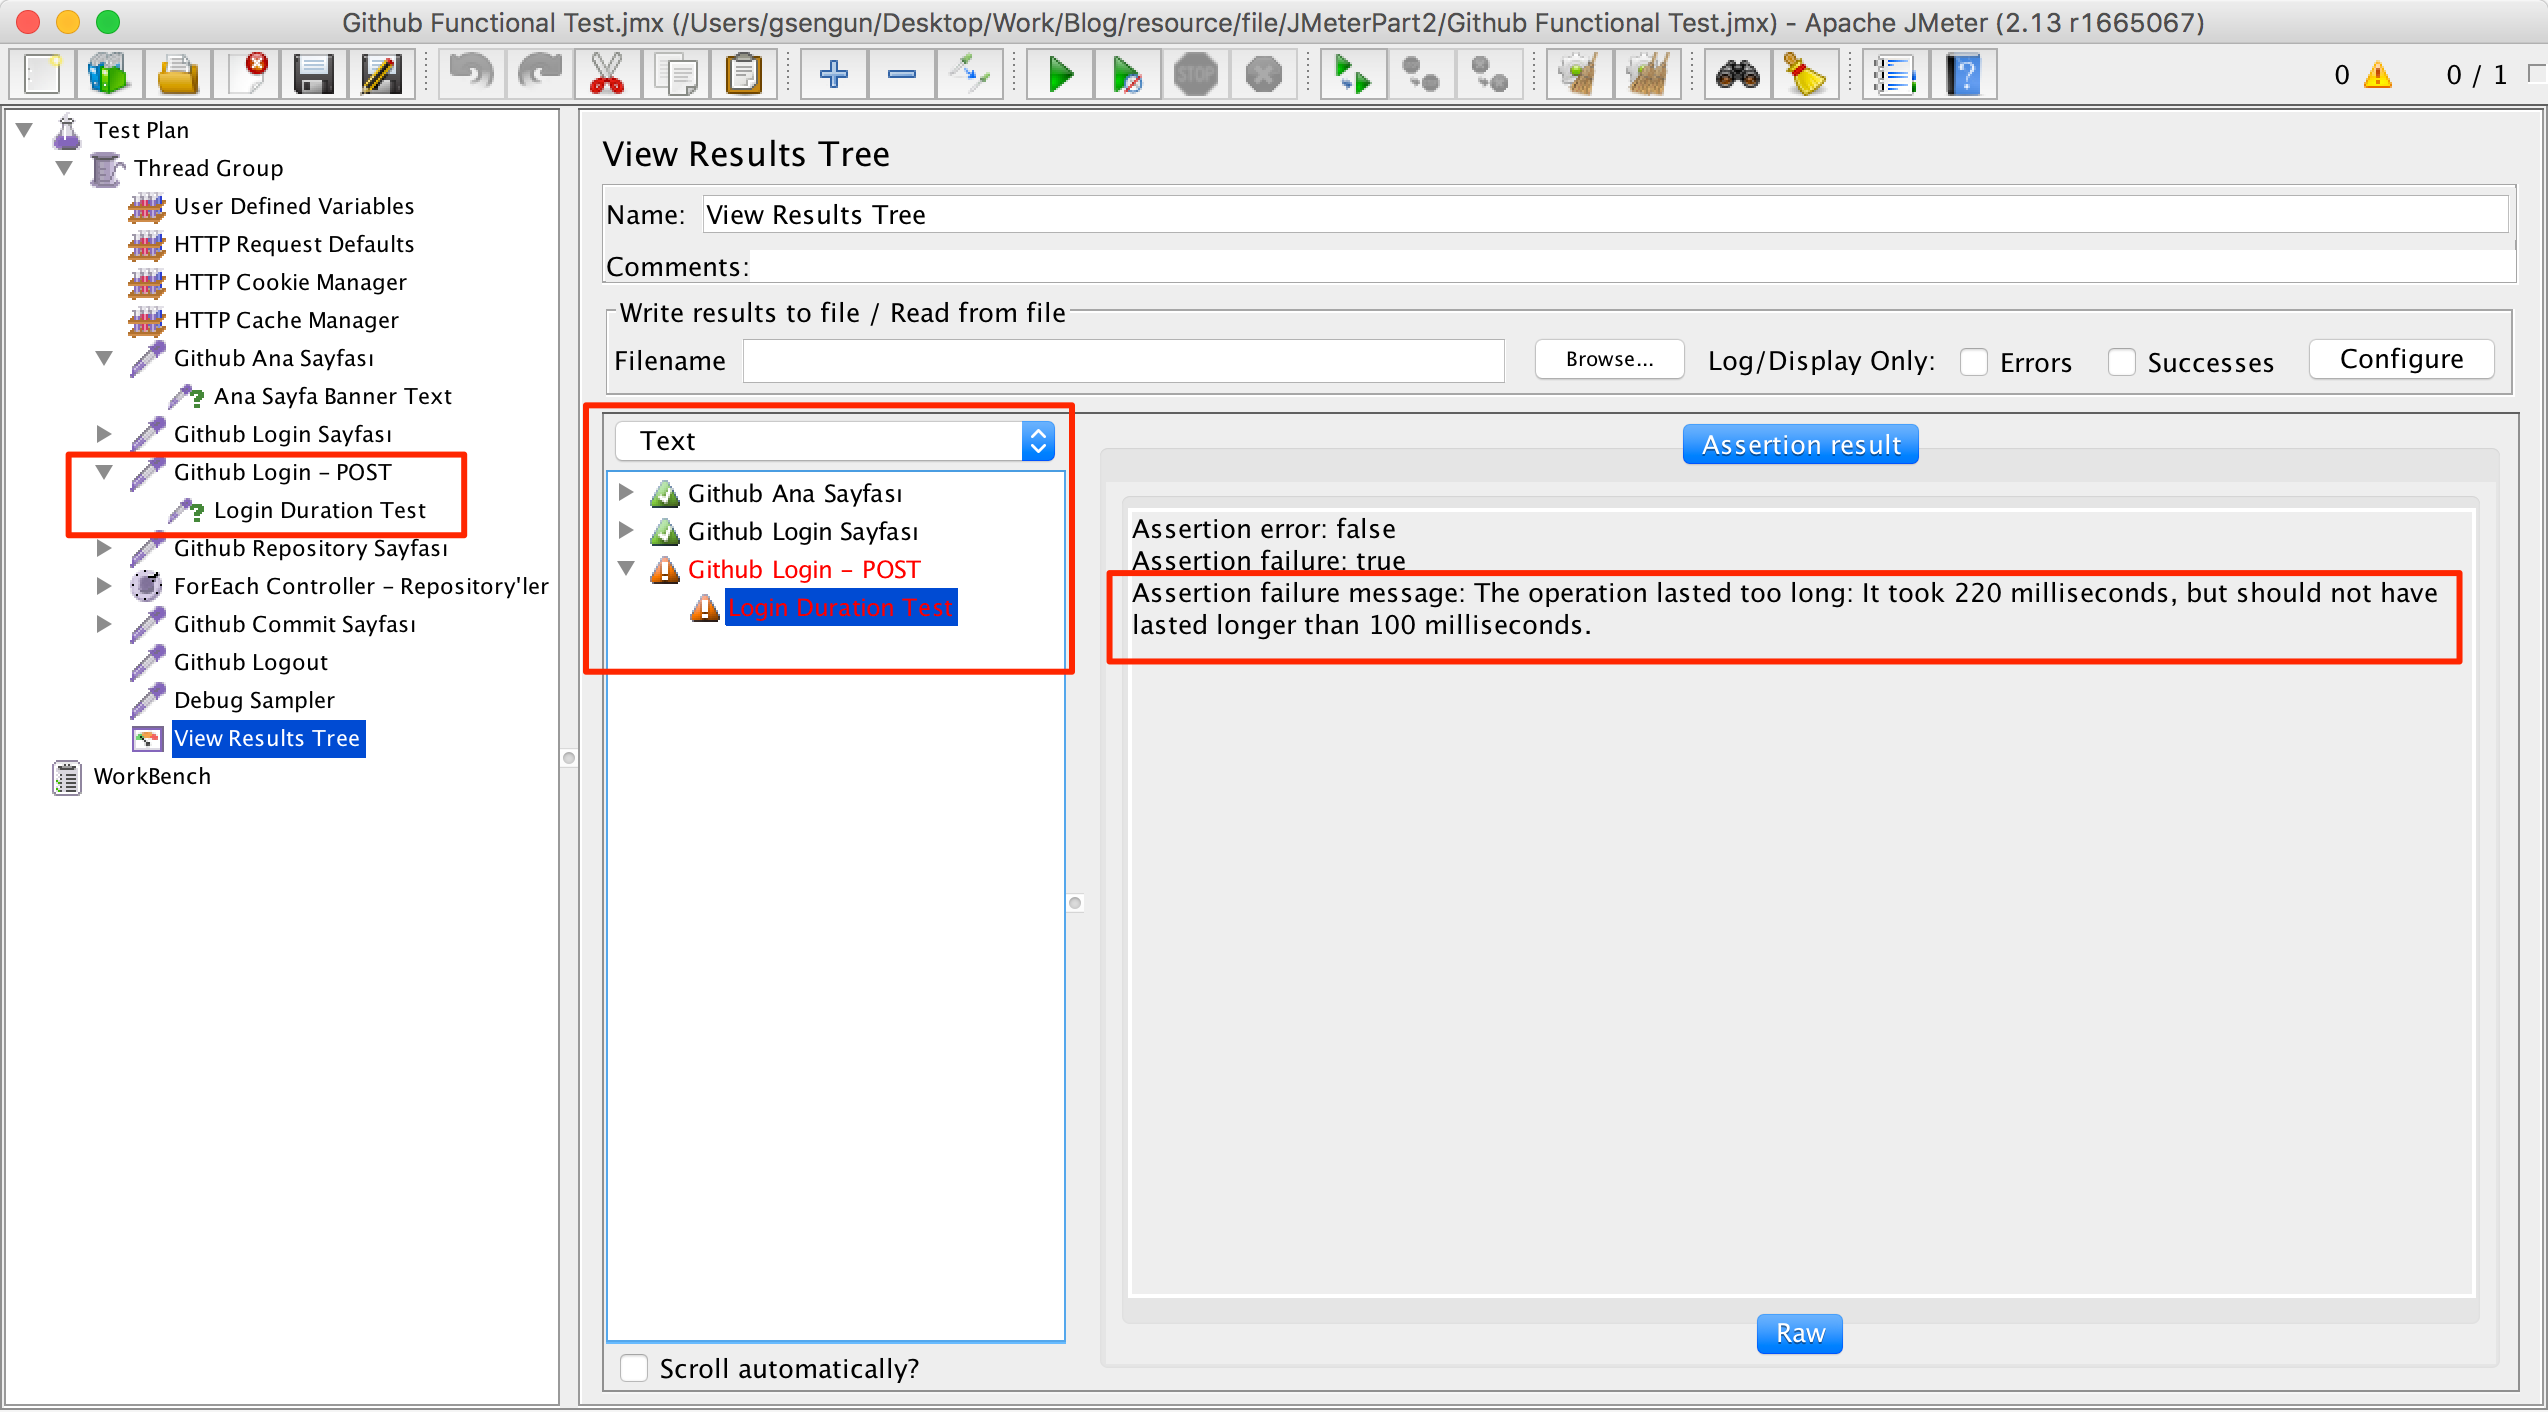 Github Functional Test.jmx (/Users/gsengun/Desktop/Work/Blog/resource/file/JMeterPart2/Github Functional Test.jmx) - Apache JMeter (2.13 r1665067)
STOP
0
0 / 1
Test Plan
Thread Group
User Defined Variables
HTTP Request Defaults
HTTP Cookie Manager
HTTP Cache Manager
Github Ana Sayfası
Ana Sayfa Banner Text
Github Login Sayfası
Github Login – POST
Login Duration Test
Github Repository Sayfası
ForEach Controller – Repository'ler
Github Commit Sayfası
Github Logout
Debug Sampler
View Results Tree
WorkBench
View Results Tree
Name: View Results Tree
Comments:
Write results to file / Read from file
Filename
Browse...
Log/Display Only:
Errors
Successes
Configure
Text
Github Ana Sayfası
Github Login Sayfası
Github Login – POST
Login Duration Test
Scroll automatically?
Assertion result
Assertion error: false
Assertion failure: true
Assertion failure message: The operation lasted too long: It took 220 milliseconds, but should not have
lasted longer than 100 milliseconds.
Raw